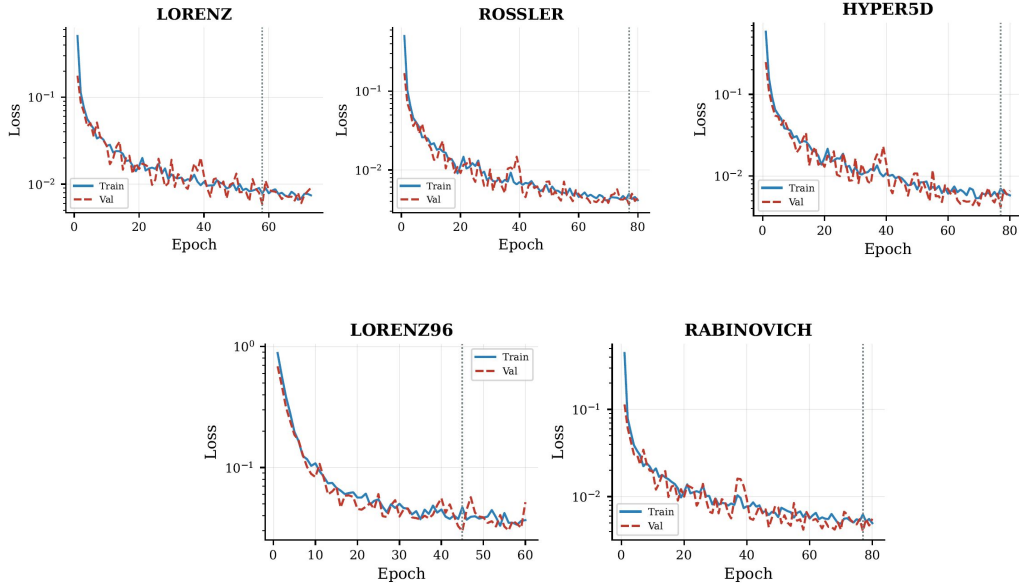 LORENZ
Loss
10⁻¹
10⁻²
Train
Val
0 20 40 60
Epoch
ROSSLER
Loss
10⁻¹
10⁻²
Train
Val
0 20 40 60 80
Epoch
HYPER5D
Loss
10⁻¹
10⁻²
Train
Val
0 20 40 60 80
Epoch
LORENZ96
Loss
10⁰
10⁻¹
Train
Val
0 10 20 30 40 50 60
Epoch
RABINOVICH
Loss
10⁻¹
10⁻²
Train
Val
0 20 40 60 80
Epoch